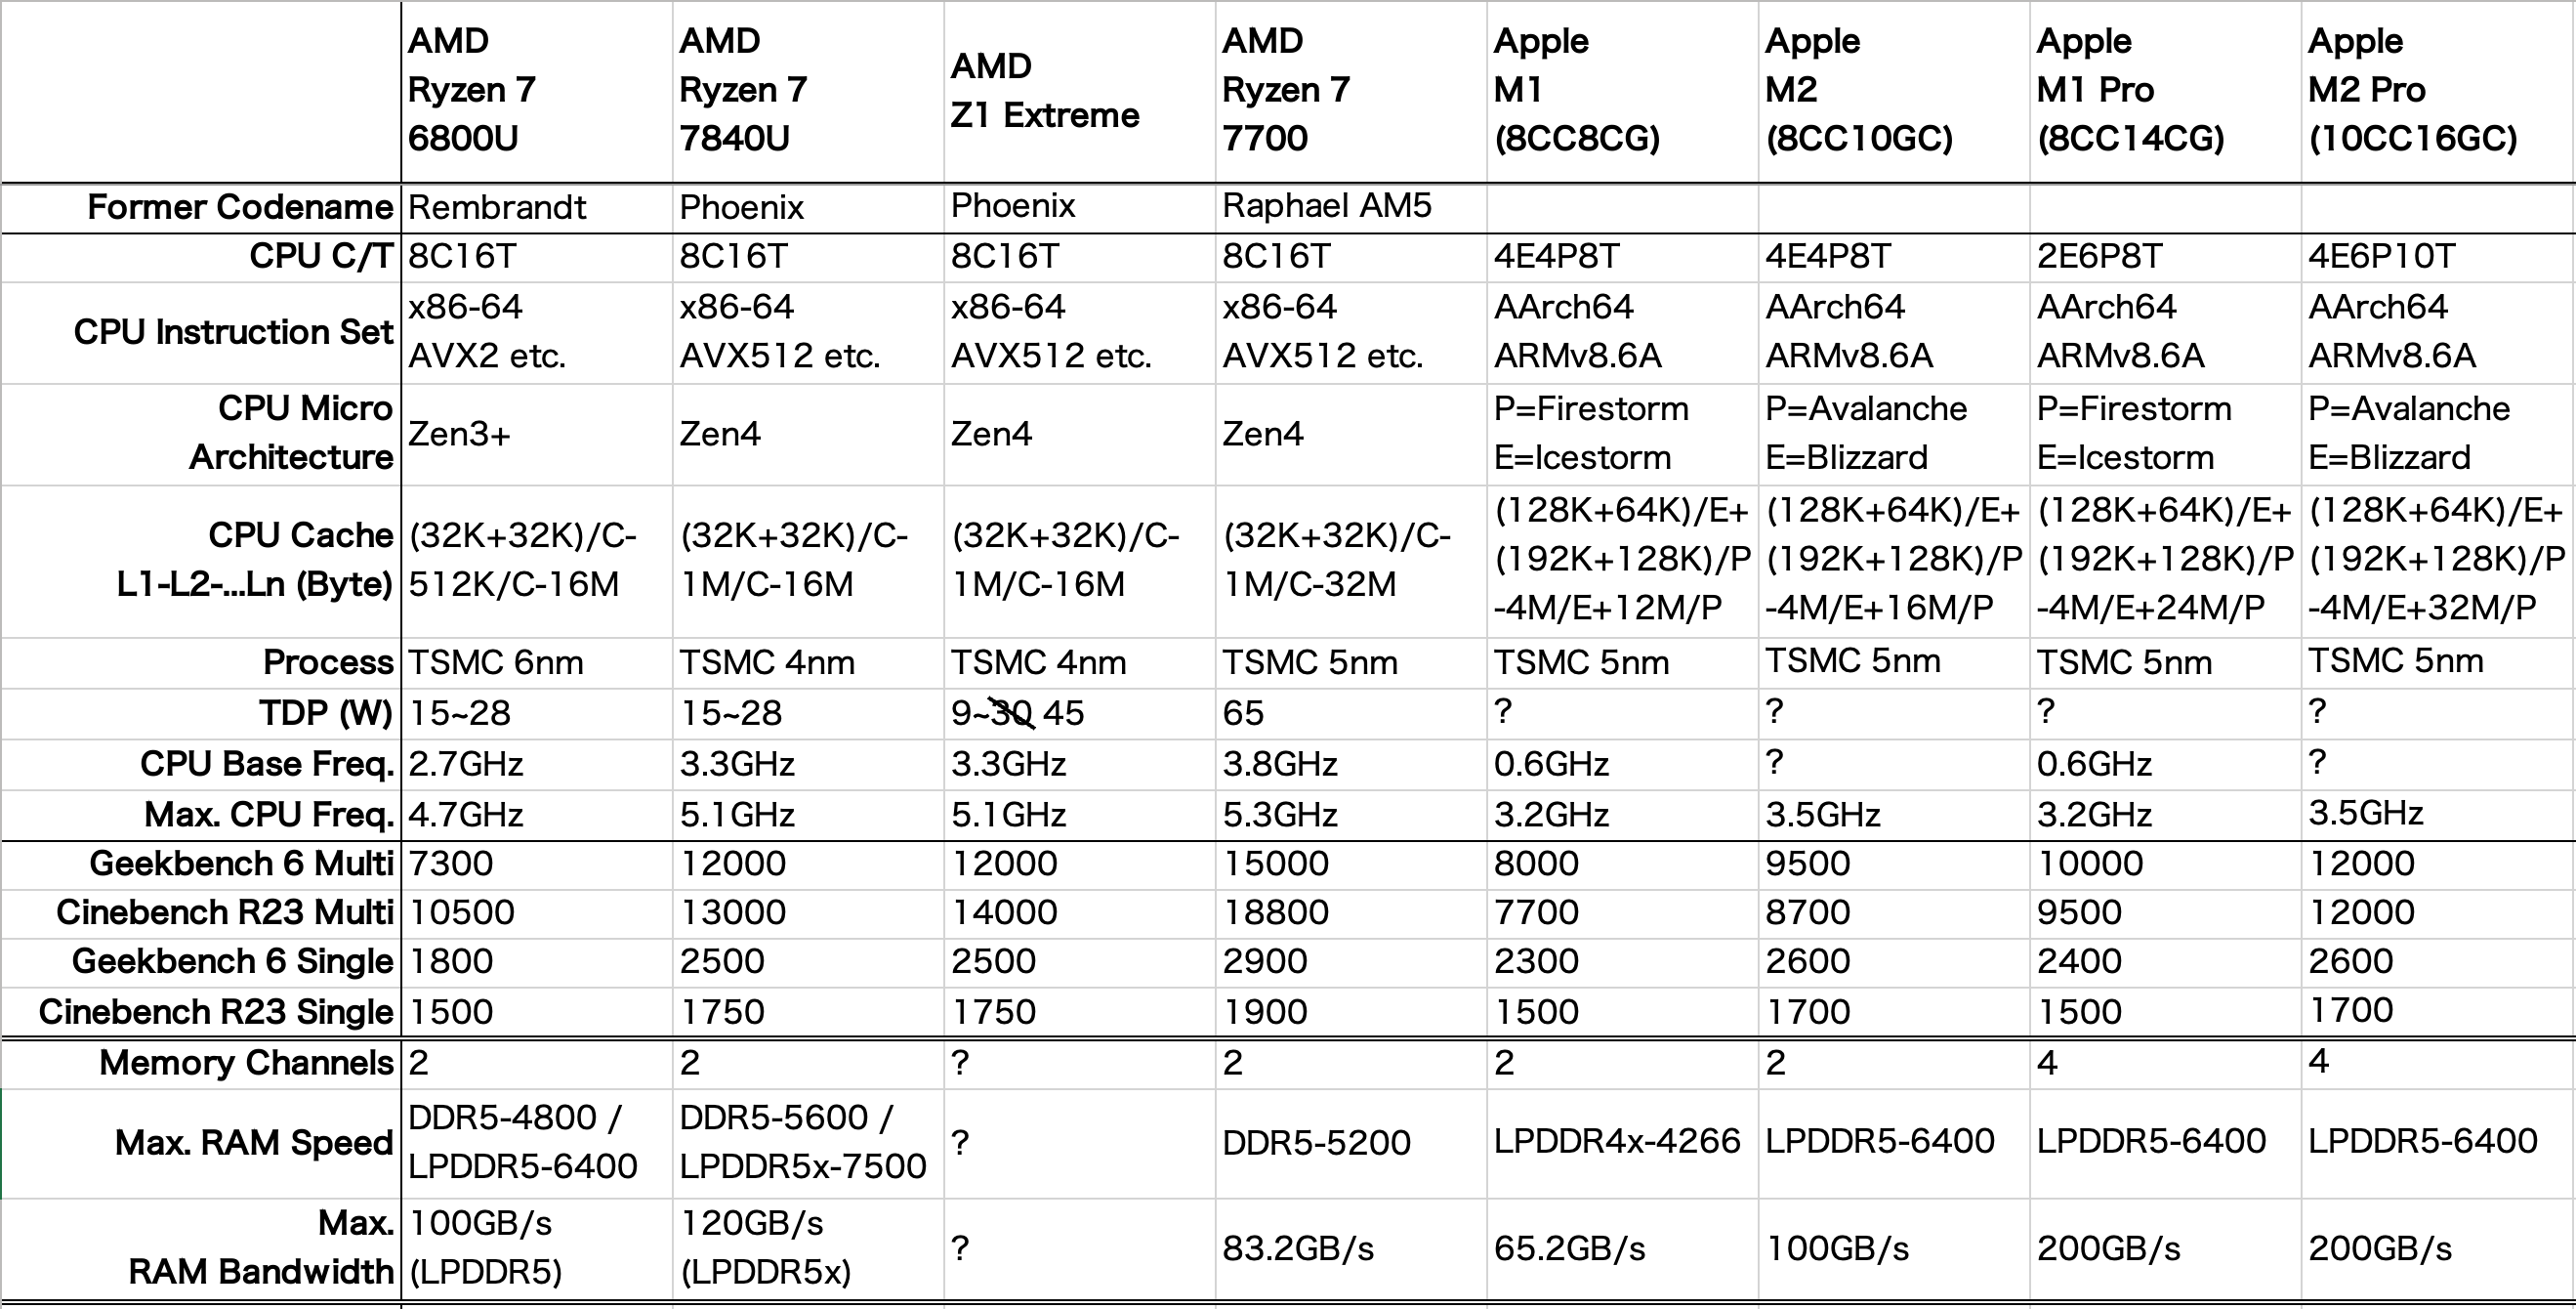 AMD Ryzen 7 6800U AMD Ryzen 7 7840U AMD Z1 Extreme AMD Ryzen 7 7700 Apple M1 (8CC8CG) Apple M2 (8CC10GC) Apple M1 Pro (8CC14CG) Apple M2 Pro (10CC16GC)
Former Codename Rembrandt Phoenix Phoenix Raphael AM5
CPU C/T 8C16T 8C16T 8C16T 8C16T 4E4P8T 4E4P8T 2E6P8T 4E6P10T
CPU Instruction Set x86-64 AVX2 etc. x86-64 AVX512 etc. x86-64 AVX512 etc. x86-64 AVX512 etc. AArch64 ARMv8.6A AArch64 ARMv8.6A AArch64 ARMv8.6A AArch64 ARMv8.6A
CPU Micro Architecture Zen3+ Zen4 Zen4 Zen4 P=Firestorm E=Icestorm P=Avalanche E=Blizzard P=Firestorm E=Icestorm P=Avalanche E=Blizzard
CPU Cache L1-L2-...Ln (Byte) (32K+32K)/C-512K/C-16M (32K+32K)/C-1M/C-16M (32K+32K)/C-1M/C-16M (32K+32K)/C-1M/C-32M (128K+64K)/E+(192K+128K)/P-4M/E+12M/P (128K+64K)/E+(192K+128K)/P-4M/E+16M/P (128K+64K)/E+(192K+128K)/P-4M/E+24M/P (128K+64K)/E+(192K+128K)/P-4M/E+32M/P
Process TSMC 6nm TSMC 4nm TSMC 4nm TSMC 5nm TSMC 5nm TSMC 5nm TSMC 5nm TSMC 5nm
TDP (W) 15~28 15~28 9~30 45 65 ? ? ? ?
CPU Base Freq. 2.7GHz 3.3GHz 3.3GHz 3.8GHz 0.6GHz ? 0.6GHz ?
Max. CPU Freq. 4.7GHz 5.1GHz 5.1GHz 5.3GHz 3.2GHz 3.5GHz 3.2GHz 3.5GHz
Geekbench 6 Multi 7300 12000 12000 15000 8000 9500 10000 12000
Cinebench R23 Multi 10500 13000 14000 18800 7700 8700 9500 12000
Geekbench 6 Single 1800 2500 2500 2900 2300 2600 2400 2600
Cinebench R23 Single 1500 1750 1750 1900 1500 1700 1500 1700
Memory Channels 2 2 ? 2 2 2 4 4
Max. RAM Speed DDR5-4800 / LPDDR5-6400 DDR5-5600 / LPDDR5x-7500 ? DDR5-5200 LPDDR4x-4266 LPDDR5-6400 LPDDR5-6400 LPDDR5-6400
Max. RAM Bandwidth 100GB/s (LPDDR5) 120GB/s (LPDDR5x) ? 83.2GB/s 65.2GB/s 100GB/s 200GB/s 200GB/s